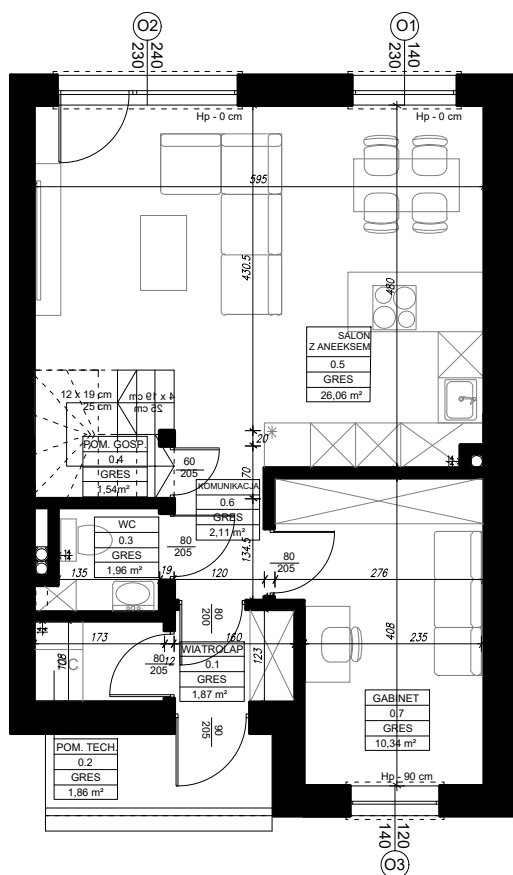 O2
240
230
O1
140
230
Hp - 0 cm
Hp - 0 cm
595
430.5
480
SALON
Z ANEEKSEM
0.5
GRES
26,06 m²
12 x 19 cm
25 cm
4 x 19 cm
25 cm
POM. GOSP.
0.4
GRES
1,54m²
60
205
20
70
KOMUNIKACJA
0.6
GRES
2,11 m²
WC
0.3
GRES
1,96 m²
80
205
134.5
80
205
14
135
19
120
276
14
173
108
C
80
205
12
80
200
160
WIATROŁAP
0.1
GRES
1,87 m²
123
408
235
90
205
GABINET
0.7
GRES
10,34 m²
POM. TECH.
0.2
GRES
1,86 m²
Hp - 90 cm
120
140
O3